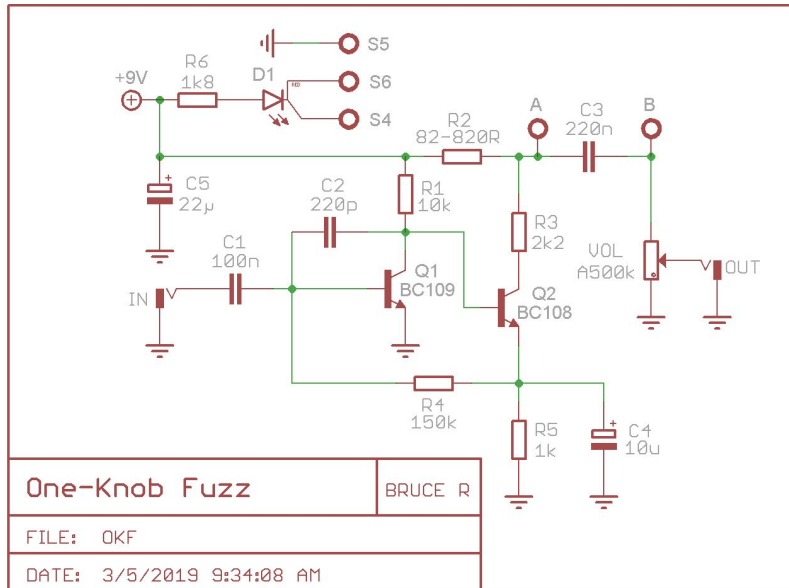 S5
+9V
R6
1k8
D1
RED
S6
S4
R2
82-820R
A
C3
220n
B
C5
+
22µ
C2
220p
R1
10k
R3
2k2
VOL
A500k
OUT
C1
100n
IN
Q1
BC109
Q2
BC108
R4
150k
R5
1k
C4
+
10u
One-Knob Fuzz
BRUCE R
FILE: OKF
DATE: 3/5/2019 9:34:08 AM